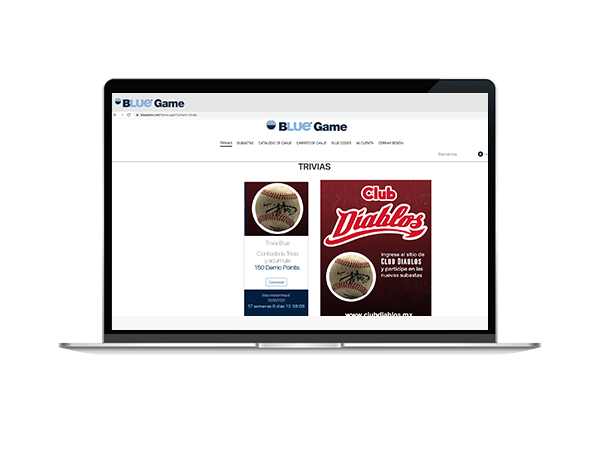 BLUE Game
BLUE Game
TRIVIAS SUBASTAS CATÁLOGO DE CANJE CARRITO DE CANJE BLUE CODES MI CUENTA CERRAR SESIÓN
Bienvenido
TRIVIAS
Trivia Blue
Contesta la Trivia
y acumula
150 Demo Points.
Comenzar
17 semanas 6 días 10:38:08
Club
Diablos
Ingresa al sitio de
CLUB DIABLOS
y participa en las
nuevas subastas
www.clubdiablos.mx